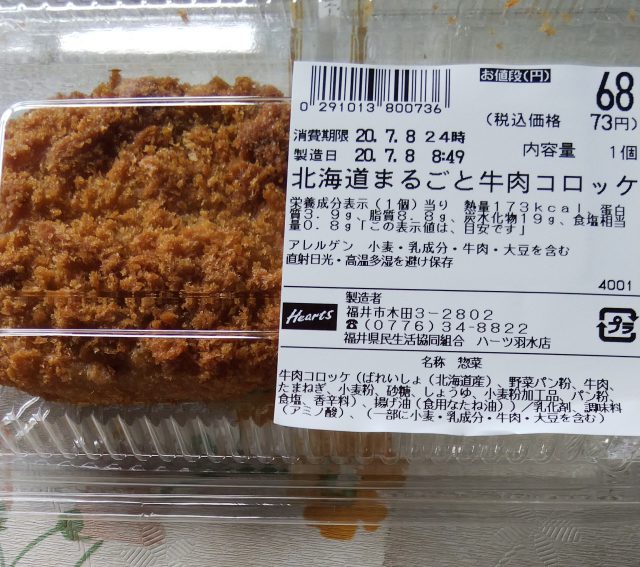 お値段(円) 68
0 291013 800736
(税込価格 73円)
消費期限 20.7.8 24時
製造日 20.7.8 8:49 内容量 1個
北海道まるごと牛肉コロッケ
栄養成分表示(1個)当り 熱量173kcal、蛋白
質3.9g、脂質8.8g、炭水化物19g、食塩相当
量0.8g「この表示値は、目安です」
アレルゲン 小麦・乳成分・牛肉・大豆を含む
直射日光・高温多湿を避け保存
4001
製造者
Hearts 福井市木田3-2802
☎(0776)34-8822
福井県民生活協同組合 ハーツ羽水店
プラ
名称 惣菜
牛肉コロッケ(ばれいしょ(北海道産)、野菜パン粉、牛肉、
たまねぎ、小麦粉、砂糖、しょうゆ、小麦粉加工品、パン粉、
食塩、香辛料)、揚げ油(食用なたね油))/乳化剤、調味料
(アミノ酸)、(一部に小麦・乳成分・牛肉・大豆を含む)